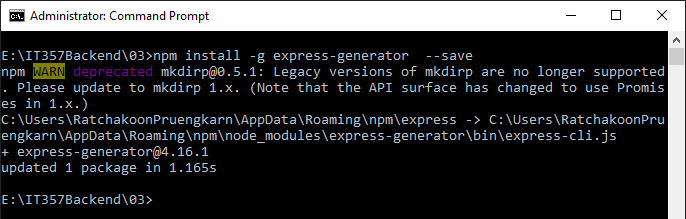 Administrator: Command Prompt
E:\IT357Backend\03>npm install -g express-generator  --save
npm WARN deprecated mkdirp@0.5.1: Legacy versions of mkdirp are no longer supported
. Please update to mkdirp 1.x. (Note that the API surface has changed to use Promis
es in 1.x.)
C:\Users\RatchakoonPruengkarn\AppData\Roaming\npm\express -> C:\Users\RatchakoonPru
engkarn\AppData\Roaming\npm\node_modules\express-generator\bin\express-cli.js
+ express-generator@4.16.1
updated 1 package in 1.165s
E:\IT357Backend\03>